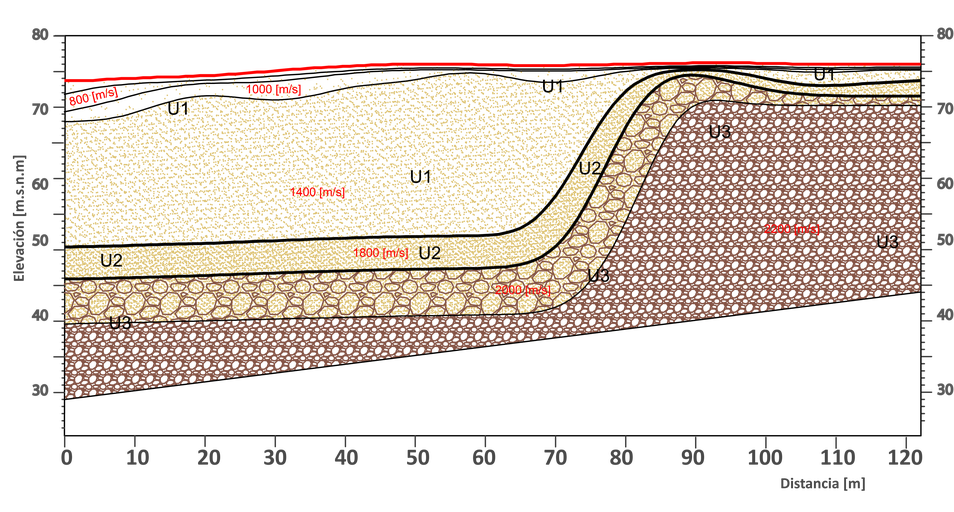 80
80
U1
U1
1000 [m/s]
800 [m/s]
U1
70
70
U3
U2
U1
60
60
1400 [m/s]
Elevación [m.s.n.m]
2200 [m/s]
50
U3
50
U2
1800 [m/s]
U2
U3
2000 [m/s]
40
U3
40
30
30
0 10 20 30 40 50 60 70 80 90 100 110 120
Distancia [m]